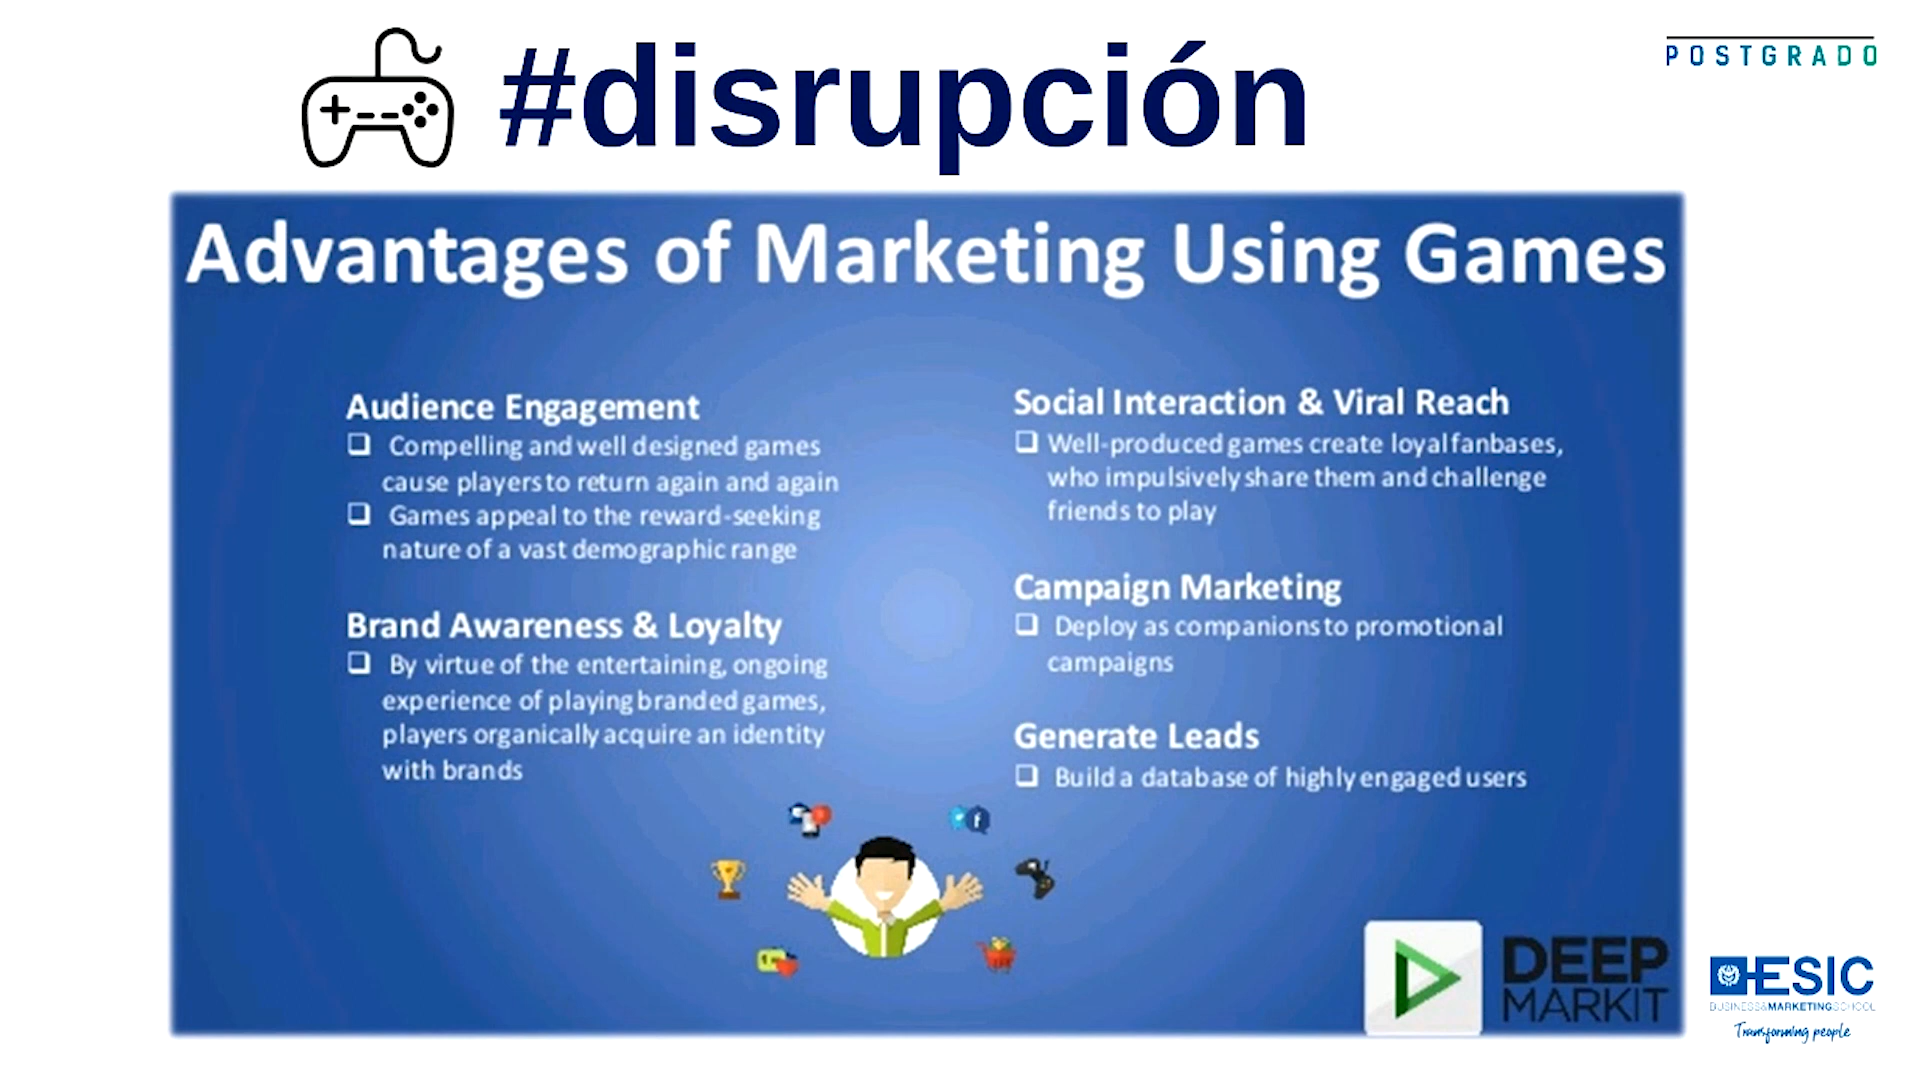 #disrupción
POSTGRADO
Advantages of Marketing Using Games
Audience Engagement
Compelling and well designed games
cause players to return again and again
Games appeal to the reward-seeking
nature of a vast demographic range
Brand Awareness & Loyalty
By virtue of the entertaining, ongoing
experience of playing branded games,
players organically acquire an identity
with brands
Social Interaction & Viral Reach
Well-produced games create loyal fanbases,
who impulsively share them and challenge
friends to play
Campaign Marketing
Deploy as companions to promotional
campaigns
Generate Leads
Build a database of highly engaged users
DEEP
MARKIT
ESIC
BUSINESS&MARKETINGSCHOOL
Transforming people